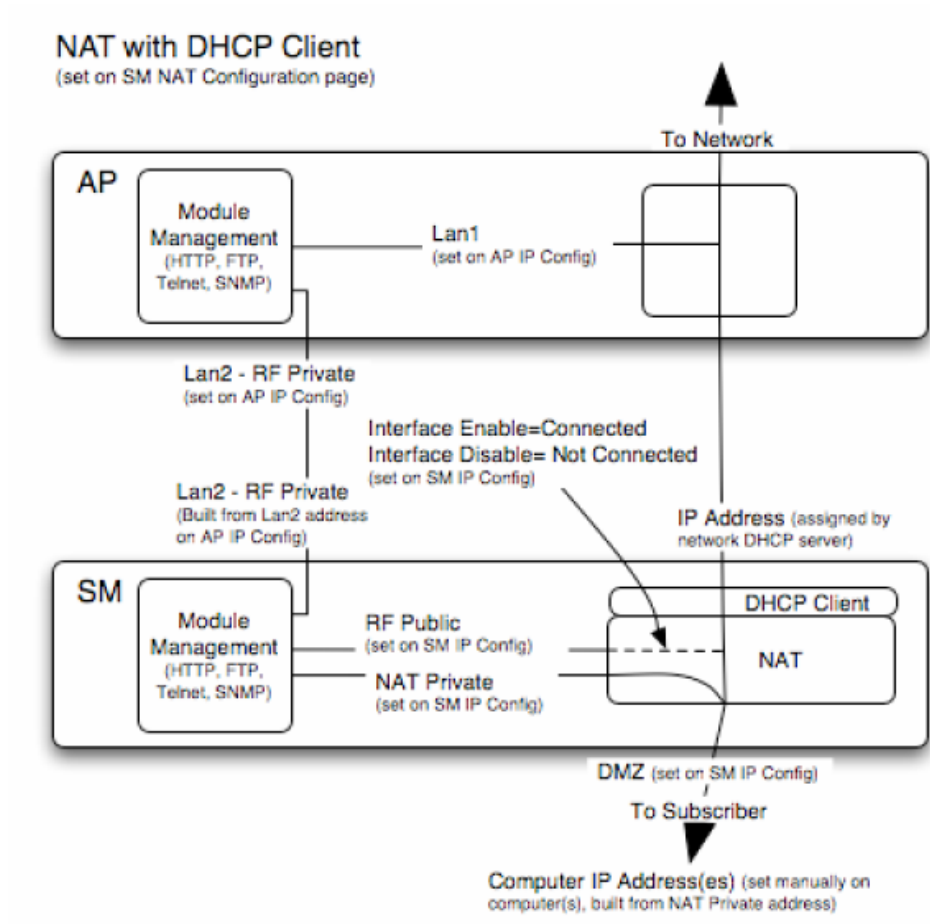 NAT with DHCP Client
(set on SM NAT Configuration page)
To Network
AP
Module
Management
(HTTP, FTP,
Telnet, SNMP)
Lan1
(set on AP IP Config)
Lan2 - RF Private
(set on AP IP Config)
Interface Enable=Connected
Interface Disable= Not Connected
(set on SM IP Config)
Lan2 - RF Private
(Built from Lan2 address
on AP IP Config)
IP Address (assigned by
network DHCP server)
SM
Module
Management
(HTTP, FTP,
Telnet, SNMP)
RF Public
(set on SM IP Config)
NAT Private
(set on SM IP Config)
DHCP Client
NAT
DMZ (set on SM IP Config)
To Subscriber
Computer IP Address(es) (set manually on
computer(s), built from NAT Private address)